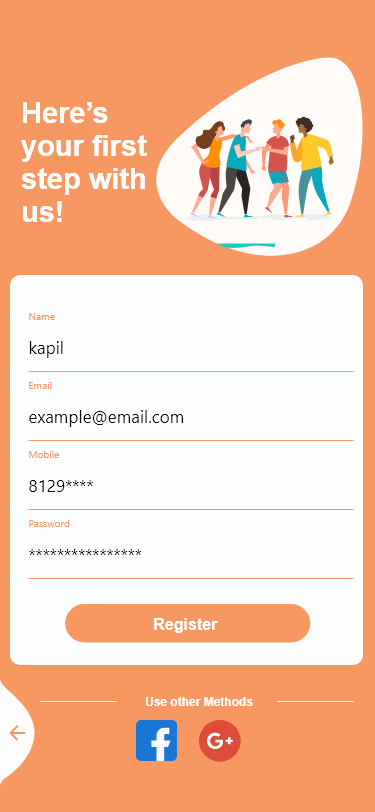 Here’s
your first
step with
us!
Name
kapil
Email
example@email.com
Mobile
8129****
Password
****************
Register
Use other Methods
f
G+